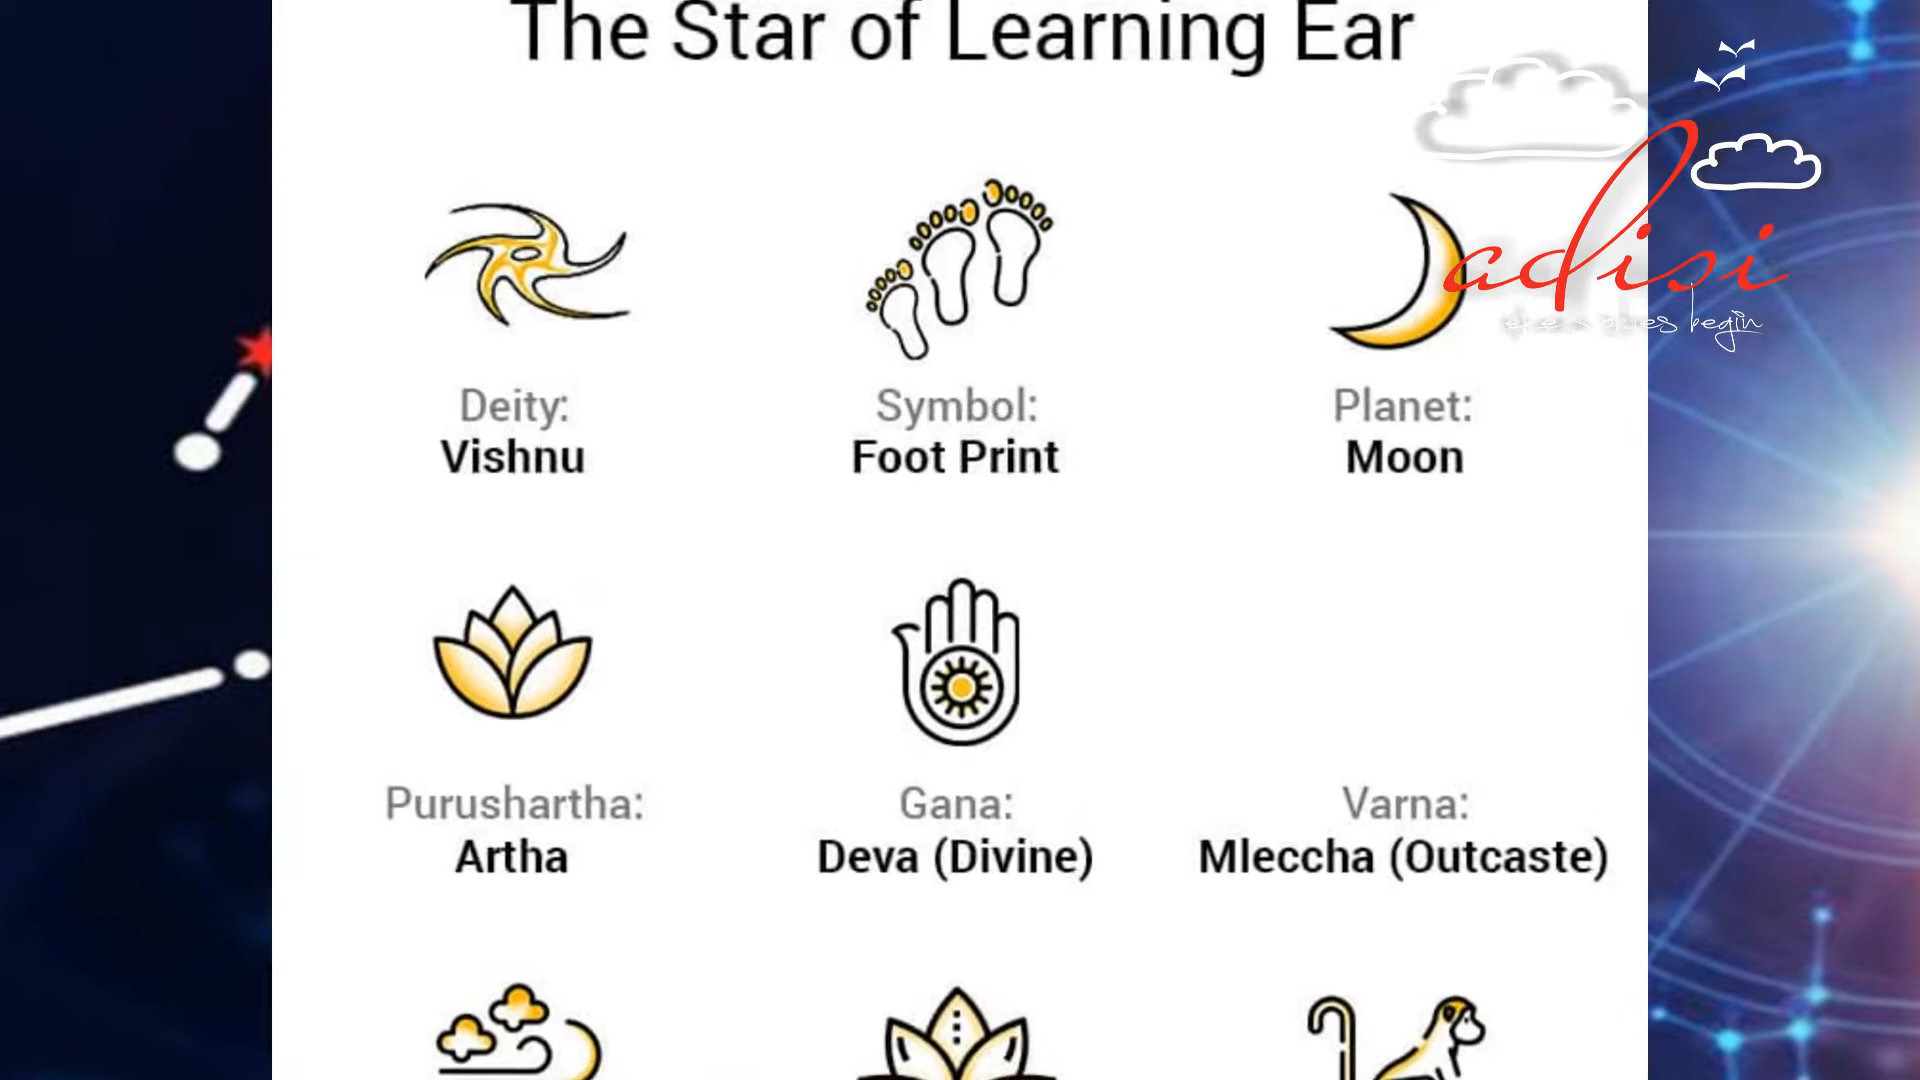 The Star of Learning Ear
adisi
begin
Deity:
Vishnu
Symbol:
Foot Print
Planet:
Moon
Purushartha:
Artha
Gana:
Deva (Divine)
Varna:
Mleccha (Outcaste)